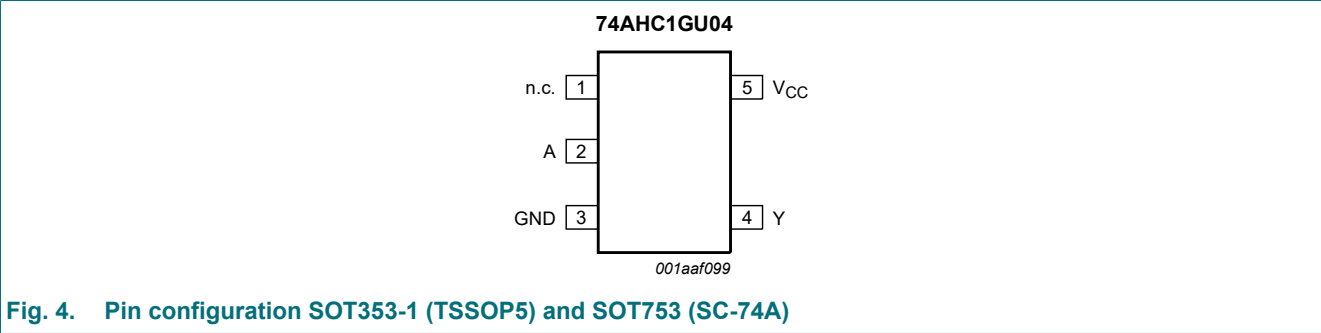 74AHC1GU04
n.c. 1
5 VCC
A 2
GND 3
4 Y
001aaf099
Fig. 4. Pin configuration SOT353-1 (TSSOP5) and SOT753 (SC-74A)